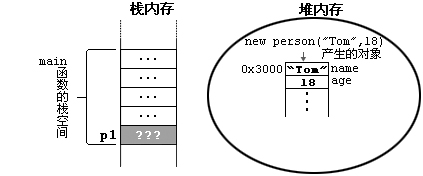 栈内存
堆内存
main
函数的栈空间
...
...
...
...
p1
???
new person("Tom",18)
产生的对象
0x3000
"Tom"
name
18
age